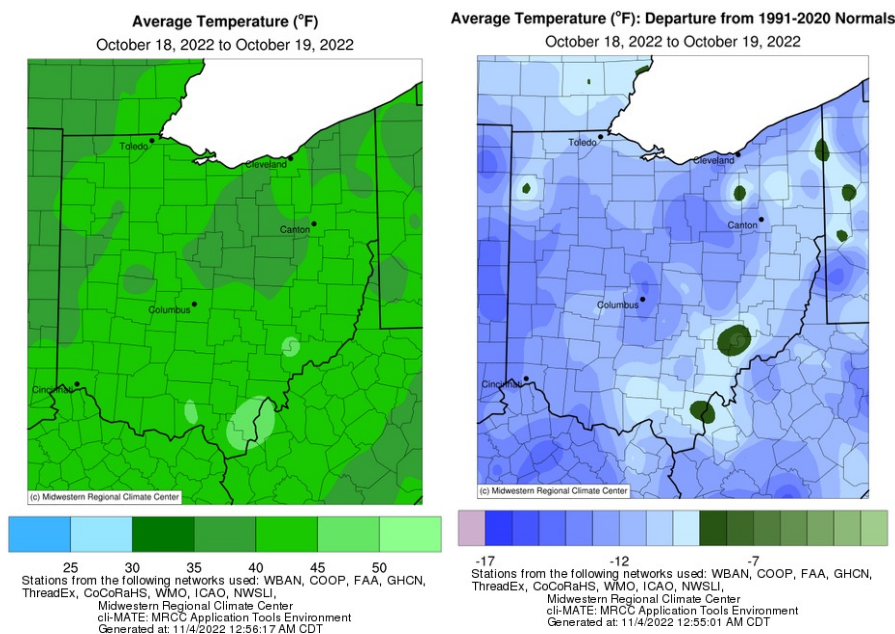 Average Temperature (°F)
October 18, 2022 to October 19, 2022
Toledo
Cleveland
Canton
Columbus
Cincinnati
(c) Midwestern Regional Climate Center
25 30 35 40 45 50
Stations from the following networks used: WBAN, COOP, FAA, GHCN,
ThreadEx, CoCoRaHS, WMO, ICAO, NWSLI,
Midwestern Regional Climate Center
cli-MATE: MRCC Application Tools Environment
Generated at: 11/4/2022 12:56:17 AM CDT
Average Temperature (°F): Departure from 1991-2020 Normals
October 18, 2022 to October 19, 2022
Toledo
Cleveland
Canton
Columbus
Cincinnati
(c) Midwestern Regional Climate Center
-17 -12 -7
Stations from the following networks used: WBAN, COOP, FAA, GHCN,
ThreadEx, CoCoRaHS, WMO, ICAO, NWSLI,
Midwestern Regional Climate Center
cli-MATE: MRCC Application Tools Environment
Generated at: 11/4/2022 12:55:01 AM CDT